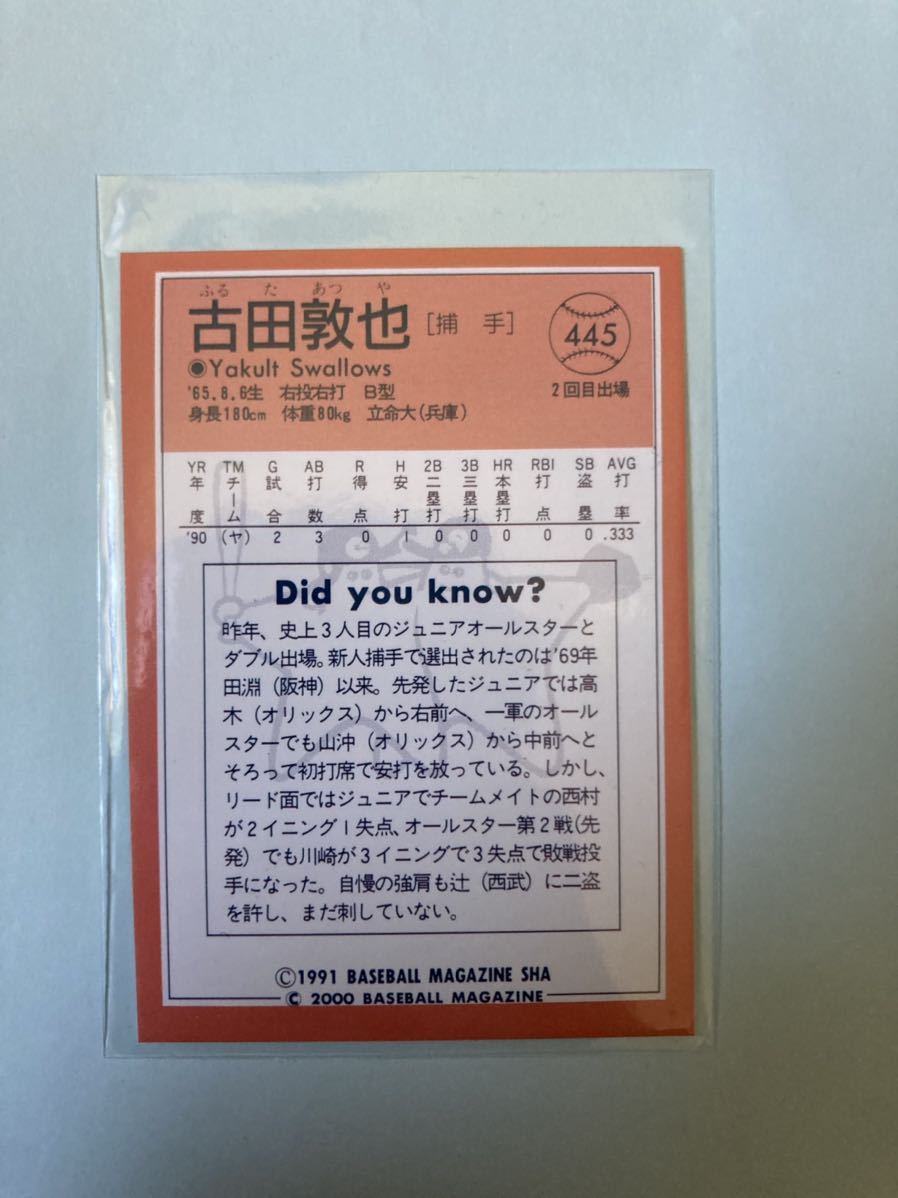 ふる た あつ や
古田敦也 [捕 手]
445
●Yakult Swallows
2回目出場
'65.8.6生 右投右打 B型
身長180cm 体重80kg 立命大(兵庫)
YR TM G AB R H 2B 3B HR RBI SB AVG
年度 チーム 試合 打数 得点 安打 二塁打 三塁打 本塁打 打点 盗塁 打率
'90 (ヤ) 2 3 0 1 0 0 0 0 0 .333
Did you know?
昨年、史上3人目のジュニアオールスターと
ダブル出場。新人捕手で選出されたのは'69年
田淵(阪神)以来。先発したジュニアでは高
木(オリックス)から右前へ、一軍のオール
スターでも山沖(オリックス)から中前へと
そろって初打席で安打を放っている。しかし、
リード面ではジュニアでチームメイトの西村
が2イニング1失点、オールスター第2戦(先
発)でも川崎が3イニングで3失点で敗戦投
手になった。自慢の強肩も辻(西武)に二盗
を許し、まだ刺していない。
©1991 BASEBALL MAGAZINE SHA
© 2000 BASEBALL MAGAZINE